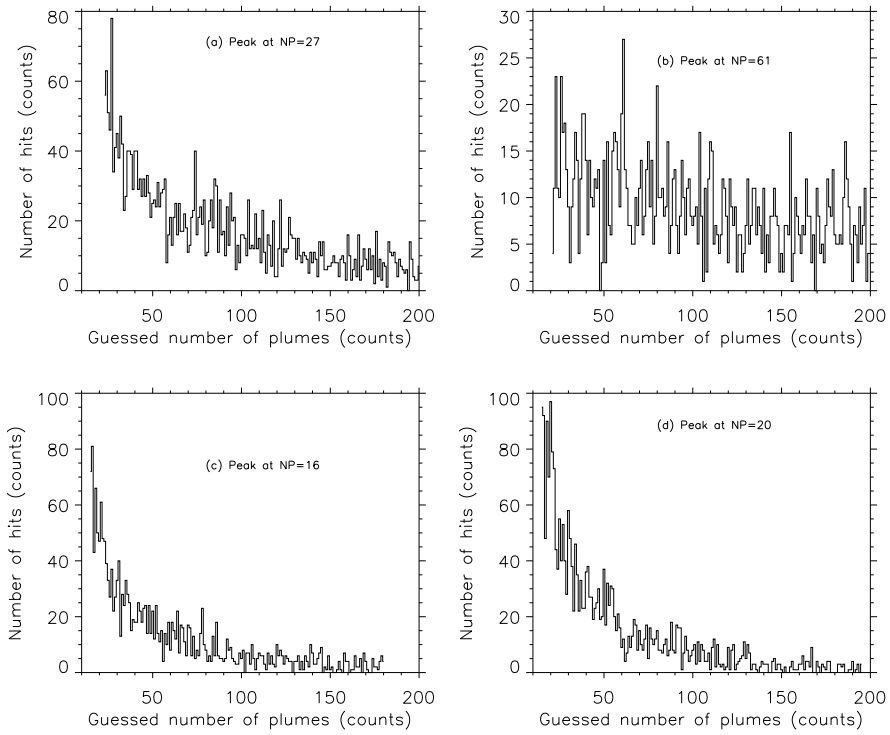 80
60
40
20
0
Number of hits (counts)
(a) Peak at NP=27
50 100 150 200
Guessed number of plumes (counts)
30
25
20
15
10
5
0
Number of hits (counts)
(b) Peak at NP=61
50 100 150 200
Guessed number of plumes (counts)
100
80
60
40
20
0
Number of hits (counts)
(c) Peak at NP=16
50 100 150 200
Guessed number of plumes (counts)
100
80
60
40
20
0
Number of hits (counts)
(d) Peak at NP=20
50 100 150 200
Guessed number of plumes (counts)